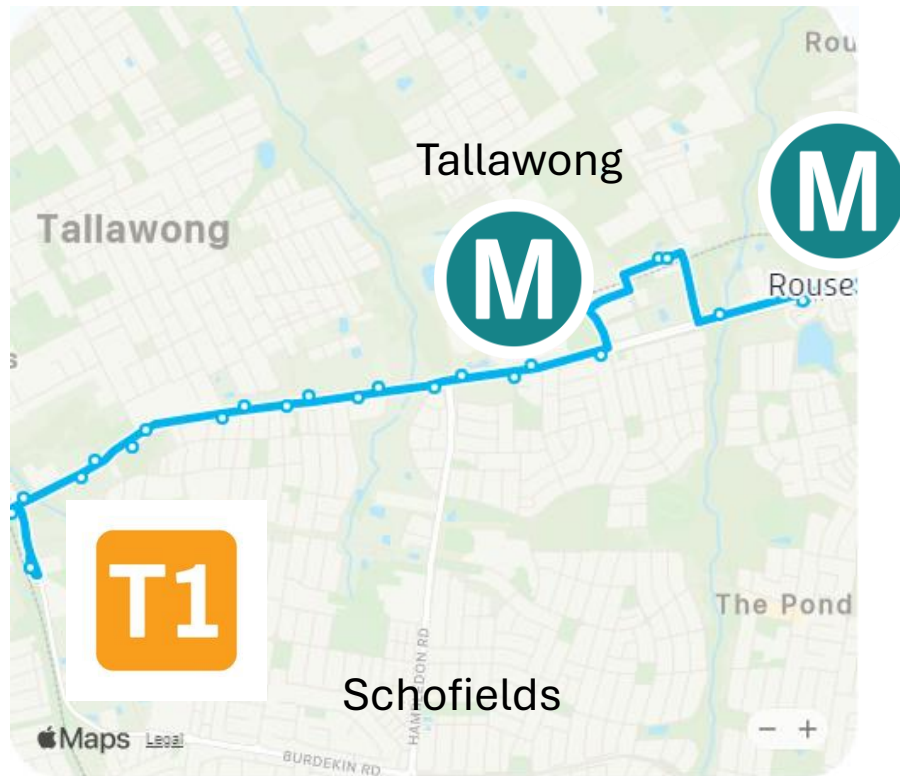 Rou
Tallawong
M
Tallawong
M
Rouse
s
T1
The Pond
HAMBLEDON RD
Schofields
Maps Legal
BURDEKIN RD